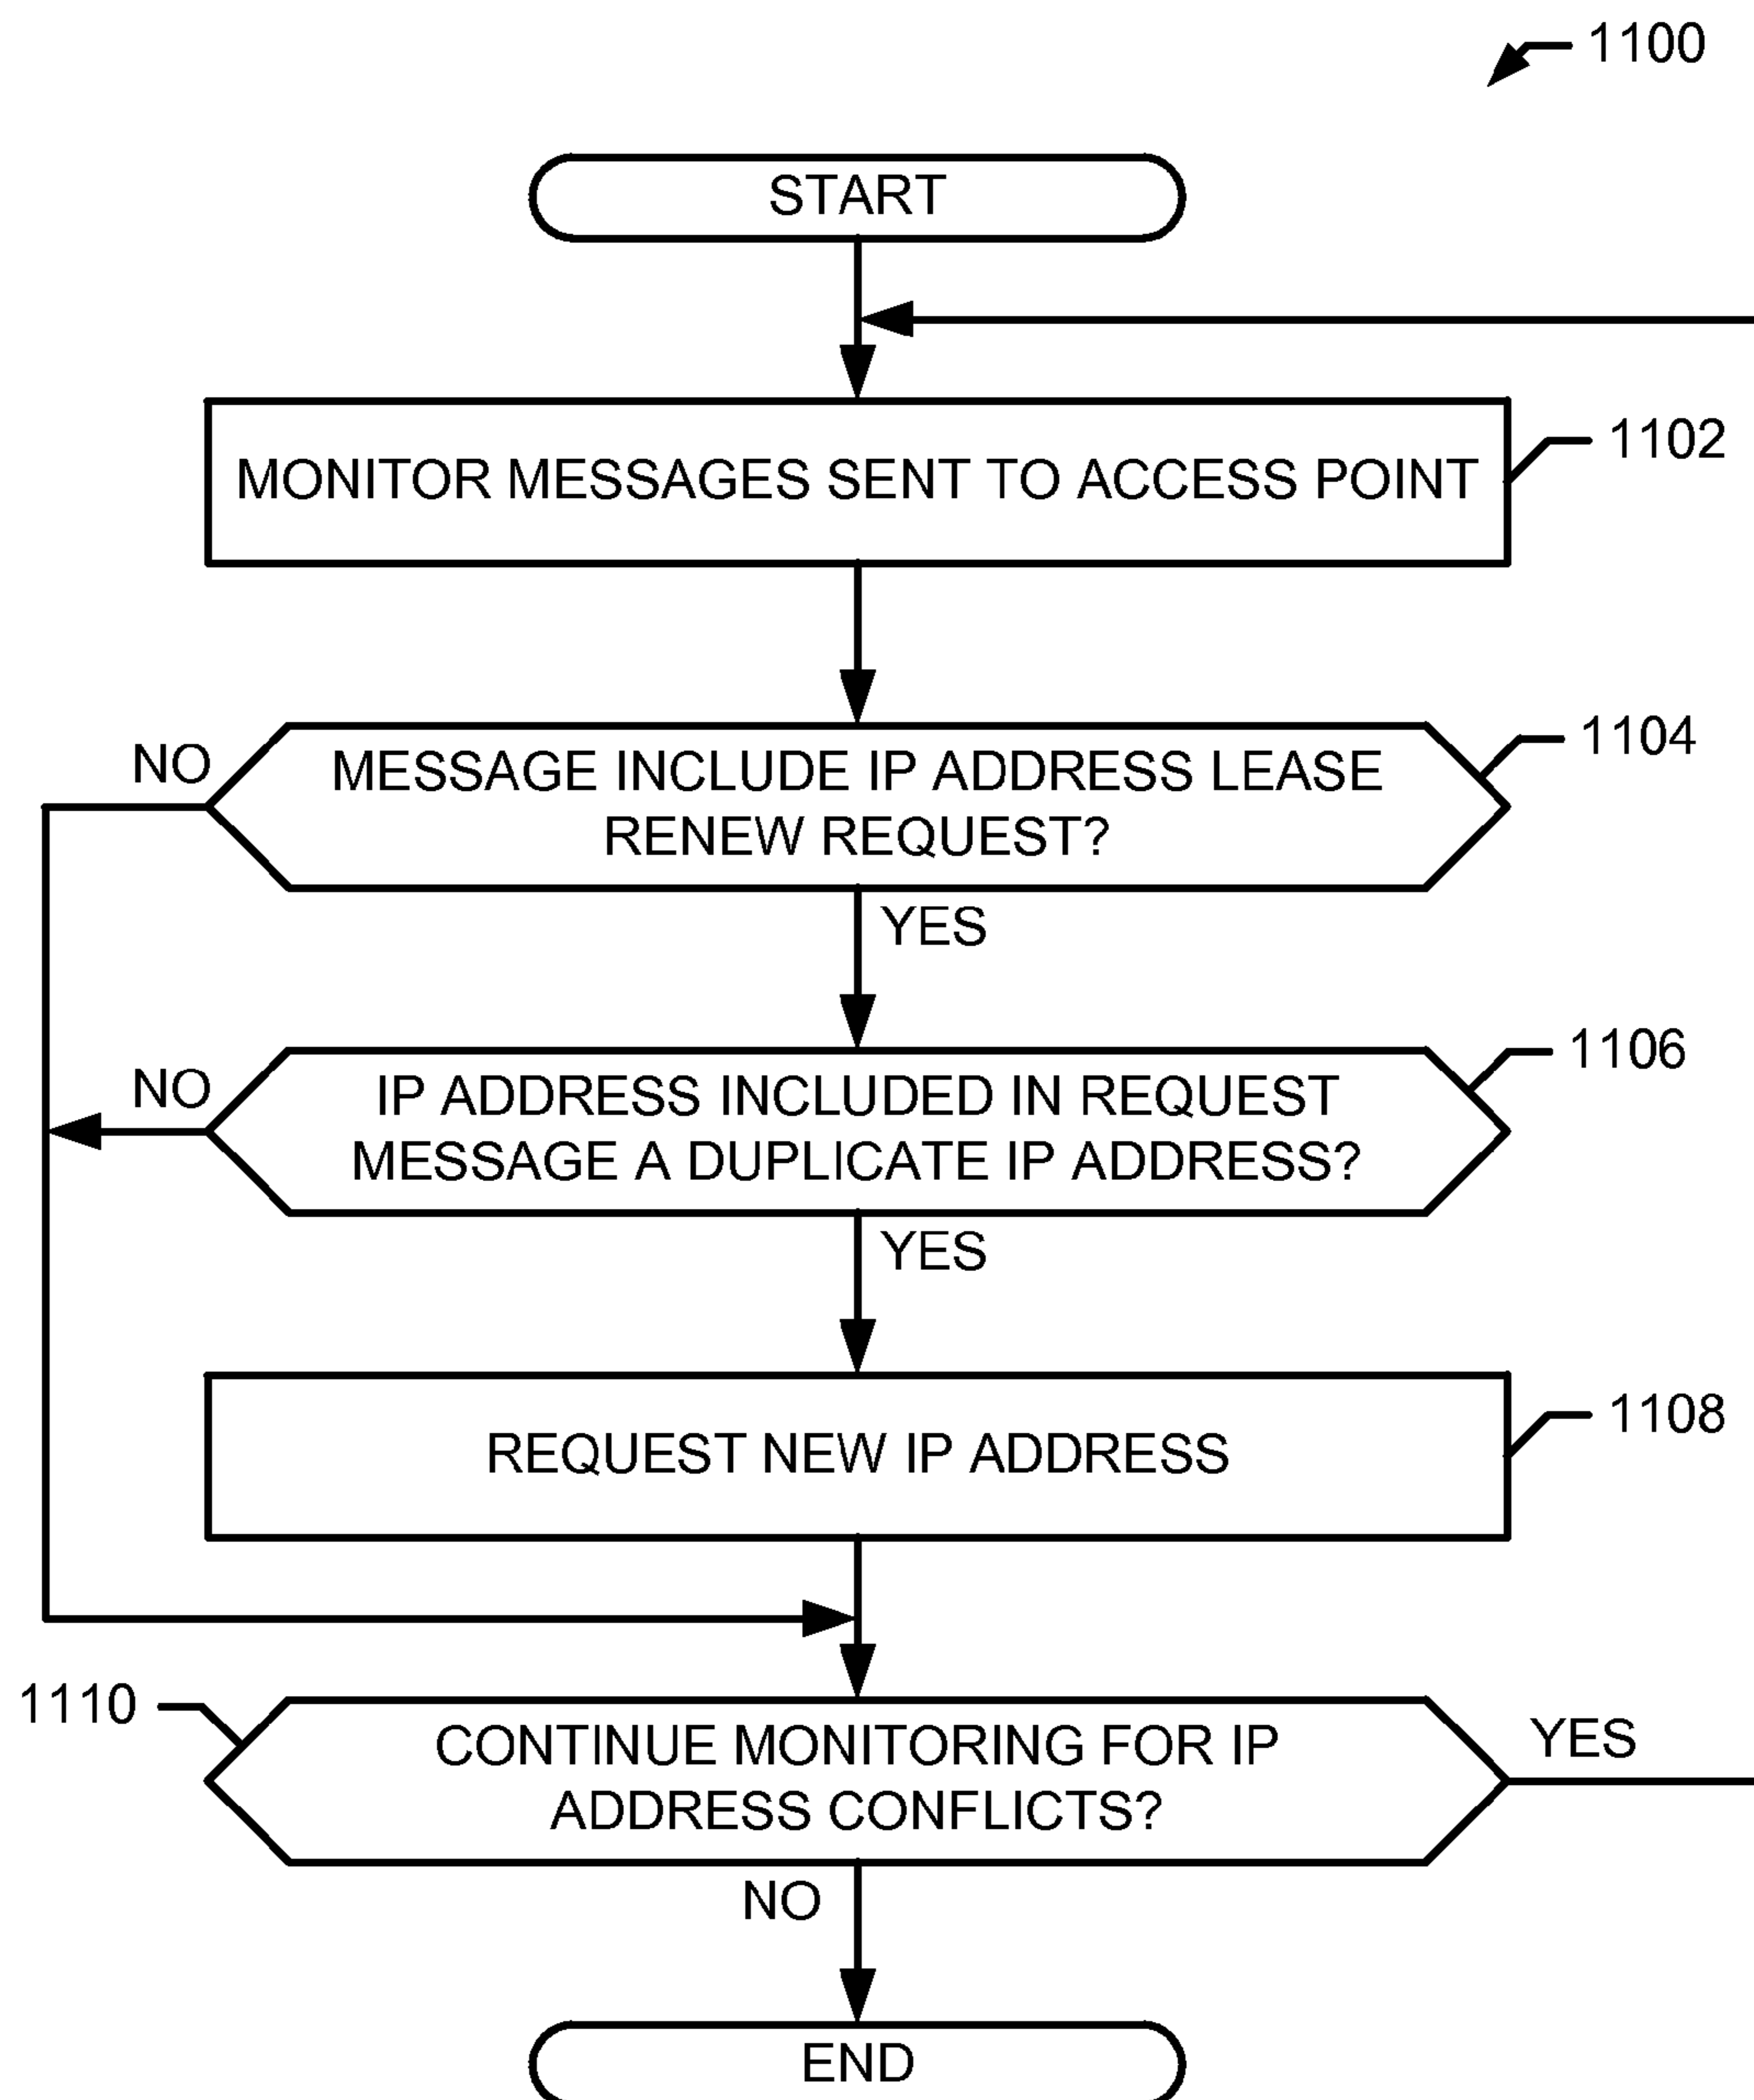 1100
START
MONITOR MESSAGES SENT TO ACCESS POINT
1102
1104
NO
MESSAGE INCLUDE IP ADDRESS LEASE
RENEW REQUEST?
YES
1106
NO
IP ADDRESS INCLUDED IN REQUEST
MESSAGE A DUPLICATE IP ADDRESS?
YES
1108
REQUEST NEW IP ADDRESS
1110
CONTINUE MONITORING FOR IP
ADDRESS CONFLICTS?
YES
NO
END